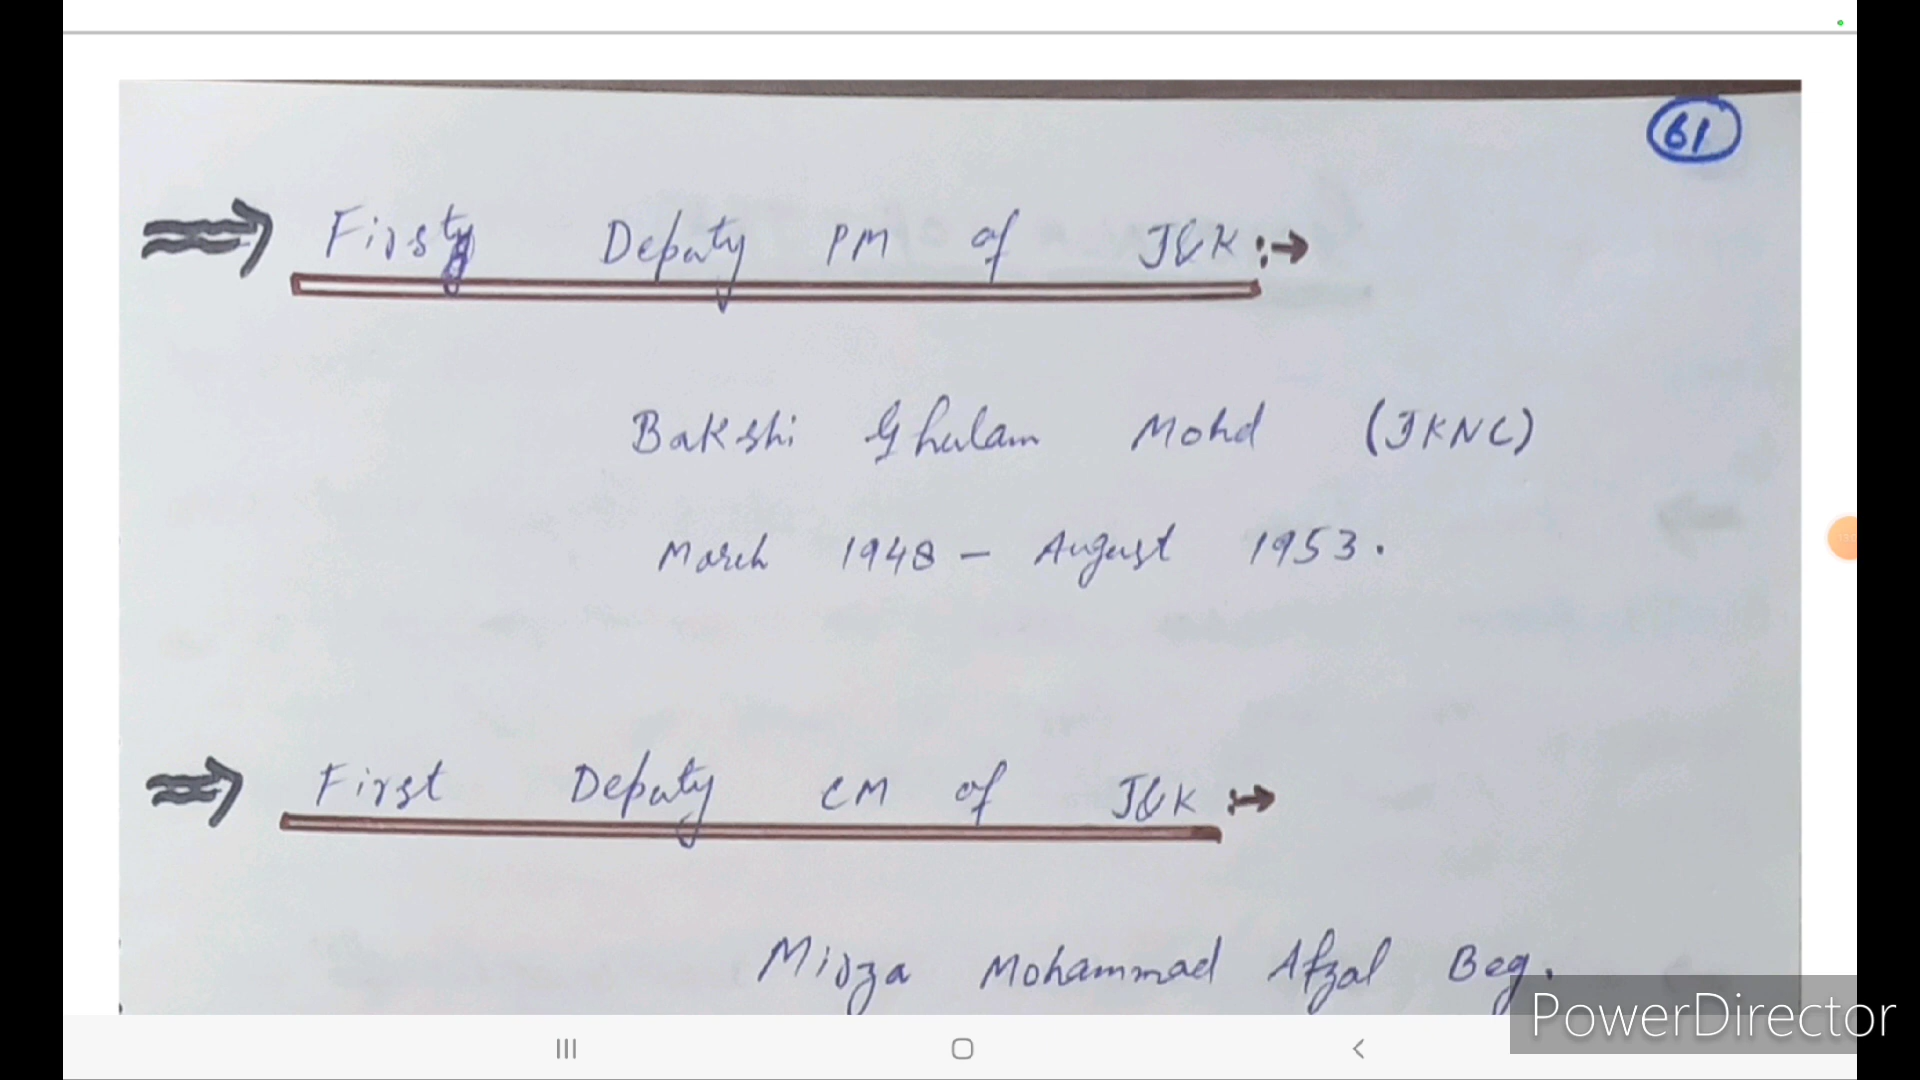 61
⇒ First Deputy PM of J&K :→
Bakshi Ghulam Mohd (JKNC)
March 1948 - August 1953.
⇒ First Deputy CM of J&K :→
Mirza Mohammad Afzal Beg.
PowerDirector